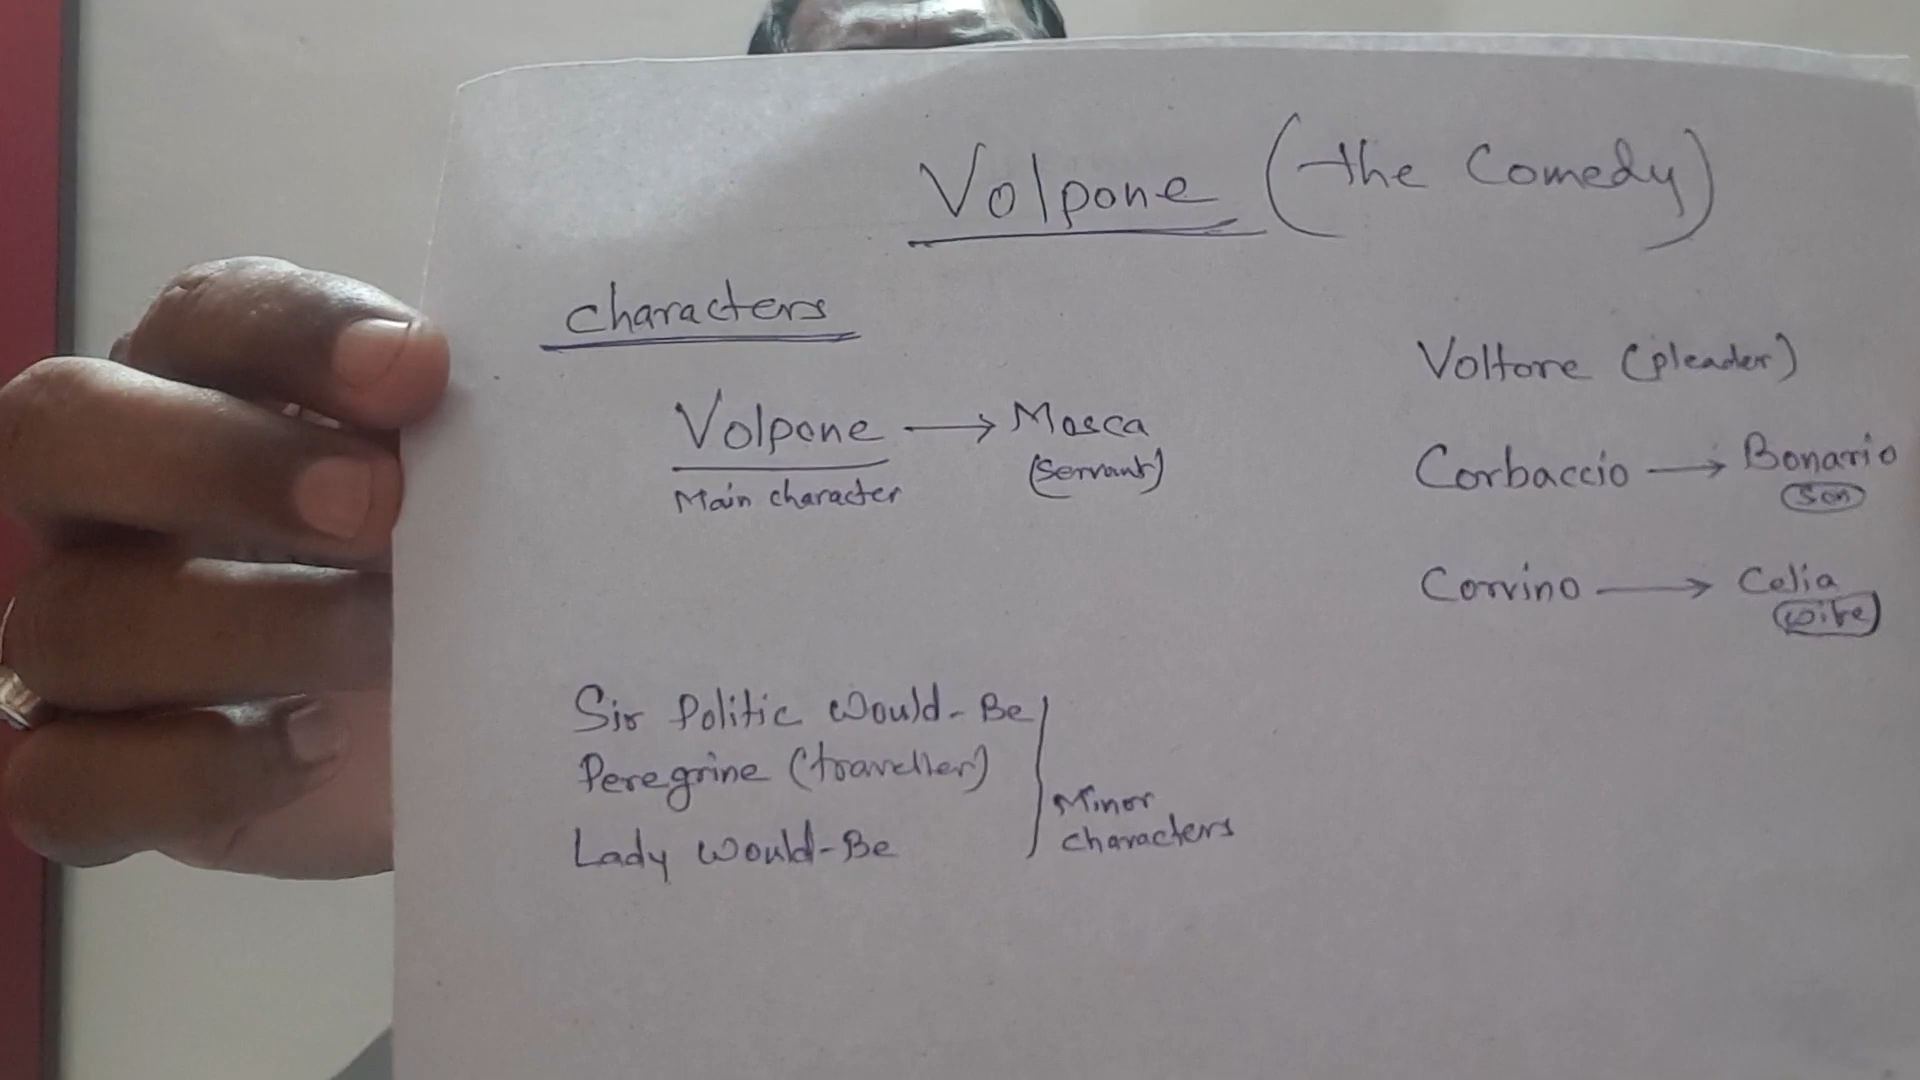 Volpone (the Comedy)
characters
Volpone → Mosca
Main character
(servant)
Voltore (pleader)
Corbaccio → Bonario
son
Corvino → Celia
wife
Sir Politic Would-Be
Peregrine (traveller)
Lady Would-Be
Minor
characters